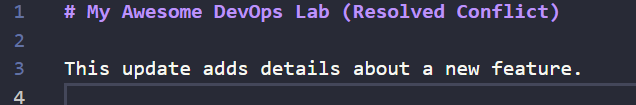 1 # My Awesome DevOps Lab (Resolved Conflict)
2
3 This update adds details about a new feature.
4